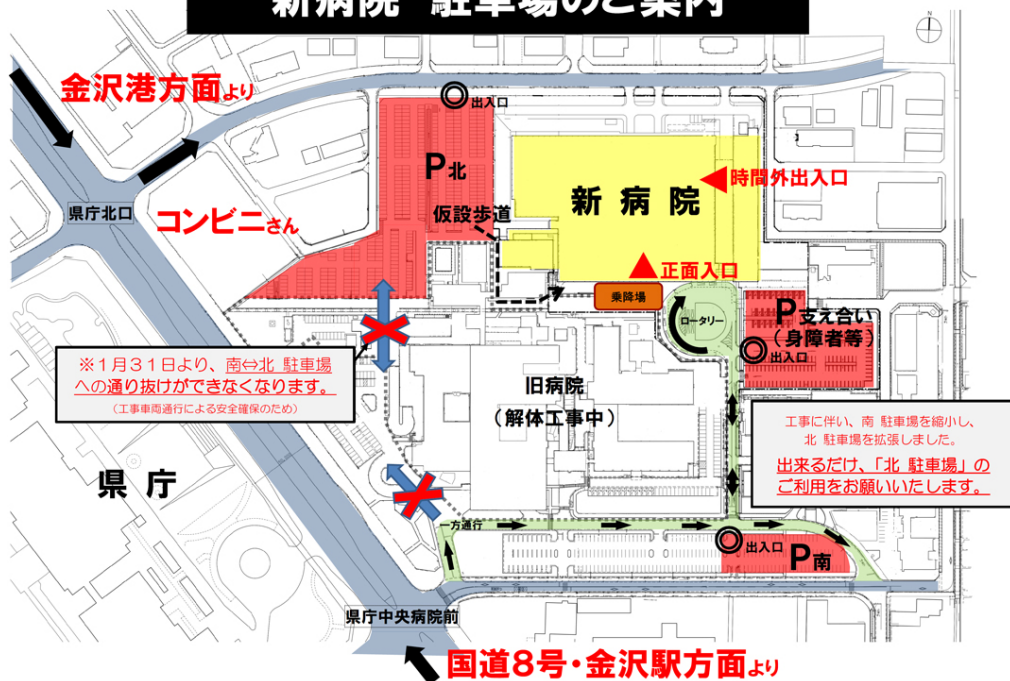 新病院 駐車場のご案内
N
金沢港方面より
出入口
P北
新 病 院
時間外出入口
県庁北口
コンビニさん
仮設歩道
正面入口
乗降場
ロータリー
P支え合い
(身障者等)
出入口
※1月31日より、南⇔北 駐車場
への通り抜けができなくなります。
(工事車両通行による安全確保のため)
旧病院
(解体工事中)
工事に伴い、南 駐車場を縮小し、
北 駐車場を拡張しました。
出来るだけ、「北 駐車場」の
ご利用をお願いいたします。
県 庁
一方通行
出入口
P南
県庁中央病院前
国道8号・金沢駅方面より